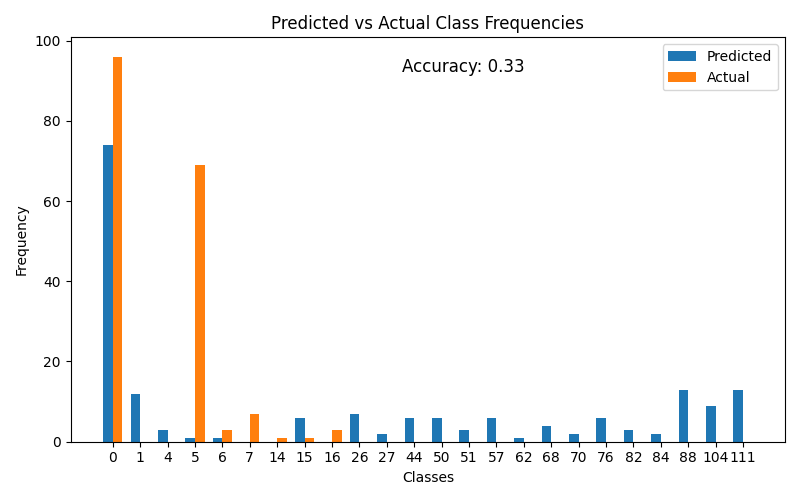 Predicted vs Actual Class Frequencies
Accuracy: 0.33
Predicted
Actual
Frequency
100
80
60
40
20
0
0 1 4 5 6 7 14 15 16 26 27 44 50 51 57 62 68 70 76 82 84 88 104 111
Classes